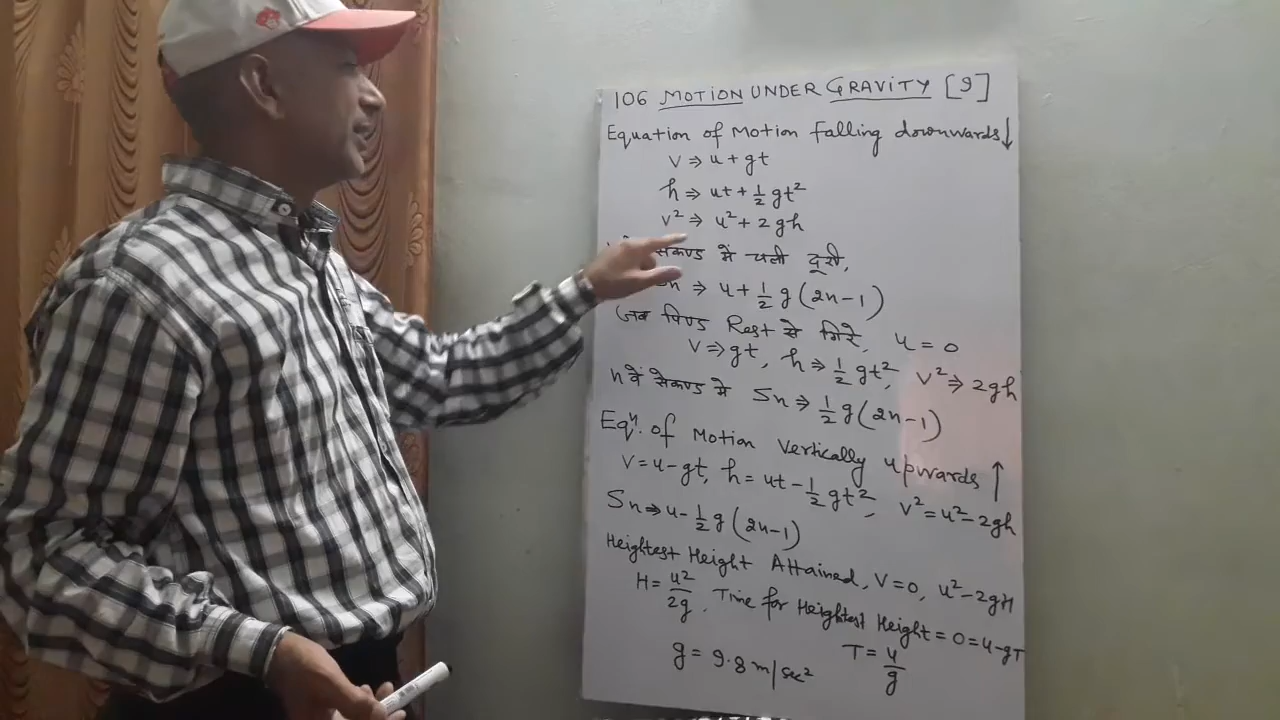 106 MOTION UNDER GRAVITY [9]
Equation of Motion Falling downwards ↓
v ⇒ u + gt
h ⇒ ut + 1/2 gt²
v² ⇒ u² + 2gh
सेकण्ड में चली दूरी,
⇒ u + 1/2 g (2n-1)
जब पिण्ड Rest से गिरे, u = 0
v ⇒ gt, h ⇒ 1/2 gt², v² ⇒ 2gh
n वें सेकण्ड में Sn ⇒ 1/2 g (2n-1)
Eqⁿ. of Motion Vertically upwards ↑
v = u - gt, h = ut - 1/2 gt², v² = u² - 2gh
Sn ⇒ u - 1/2 g (2n-1)
Heightest Height Attained, V = 0, u² - 2gH
H = u²/2g, Time for Heightest Height = 0 = u - gT
g = 9.8 m/sec² T = u/g